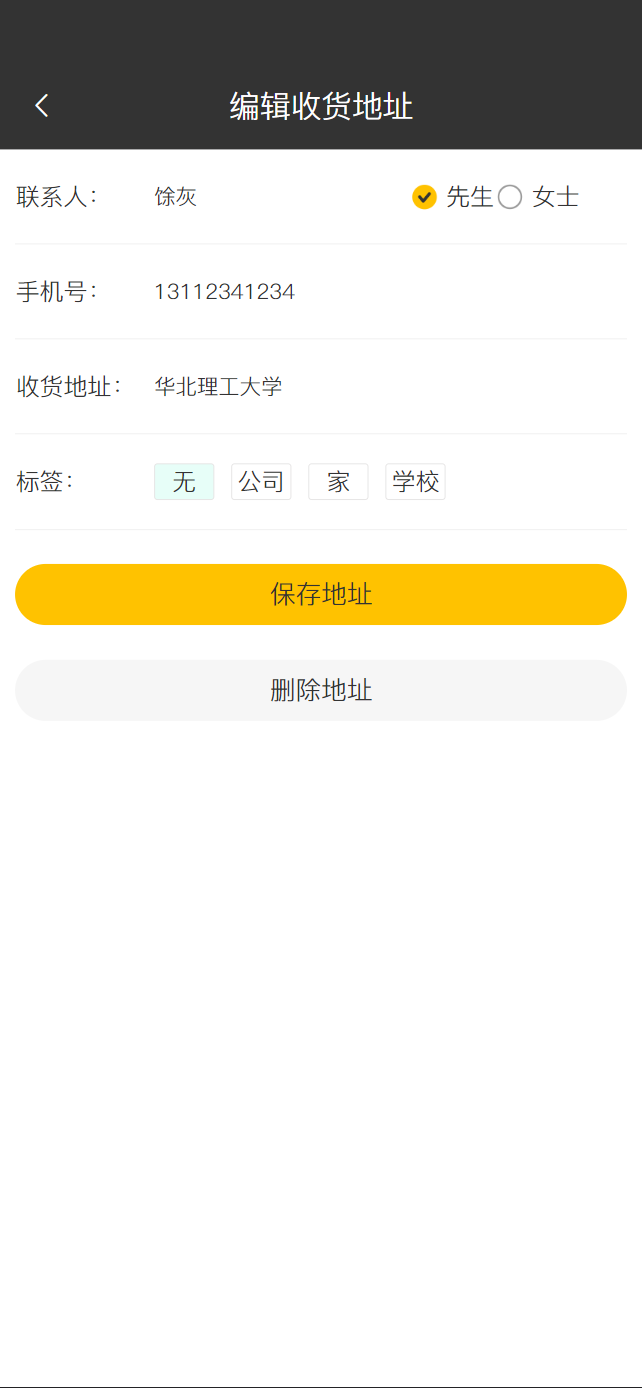 编辑收货地址
联系人: 馀灰 先生 女士
手机号: 13112341234
收货地址: 华北理工大学
标签: 无 公司 家 学校
保存地址
删除地址